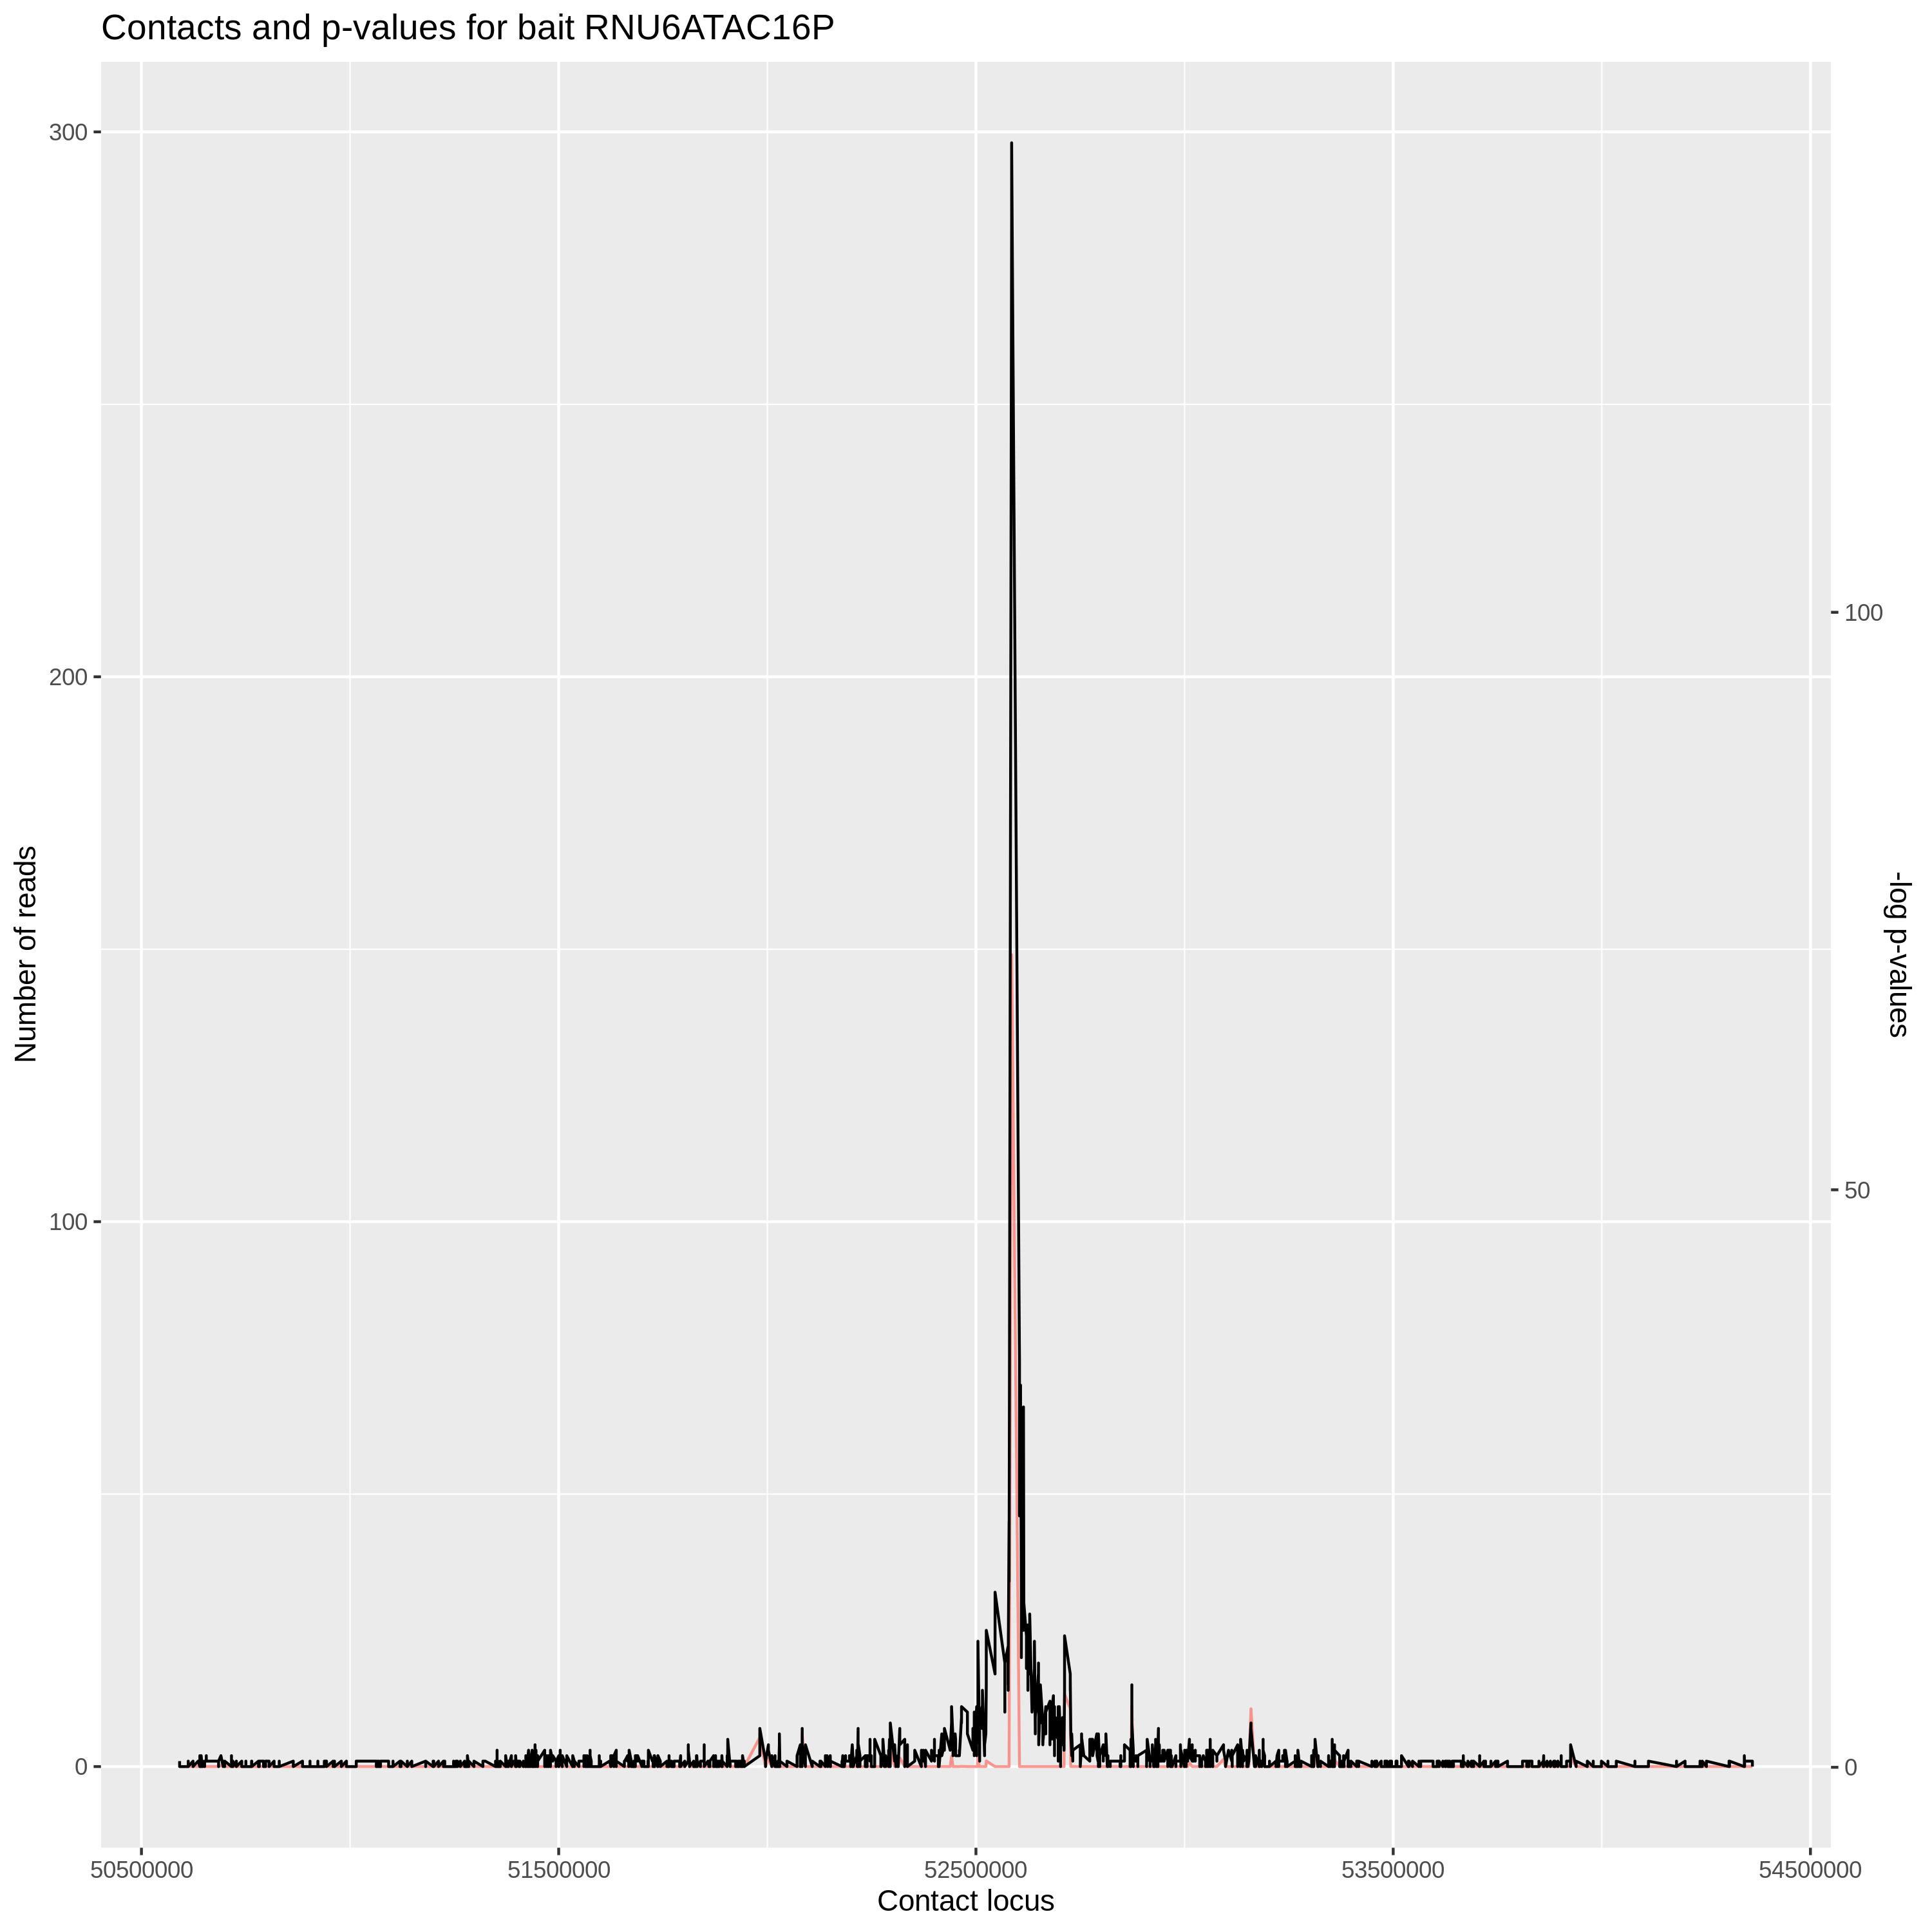 Contacts and p-values for bait RNU6ATAC16P
300
200
100
0
Number of reads
100
50
0
-log p-values
50500000 51500000 52500000 53500000 54500000
Contact locus